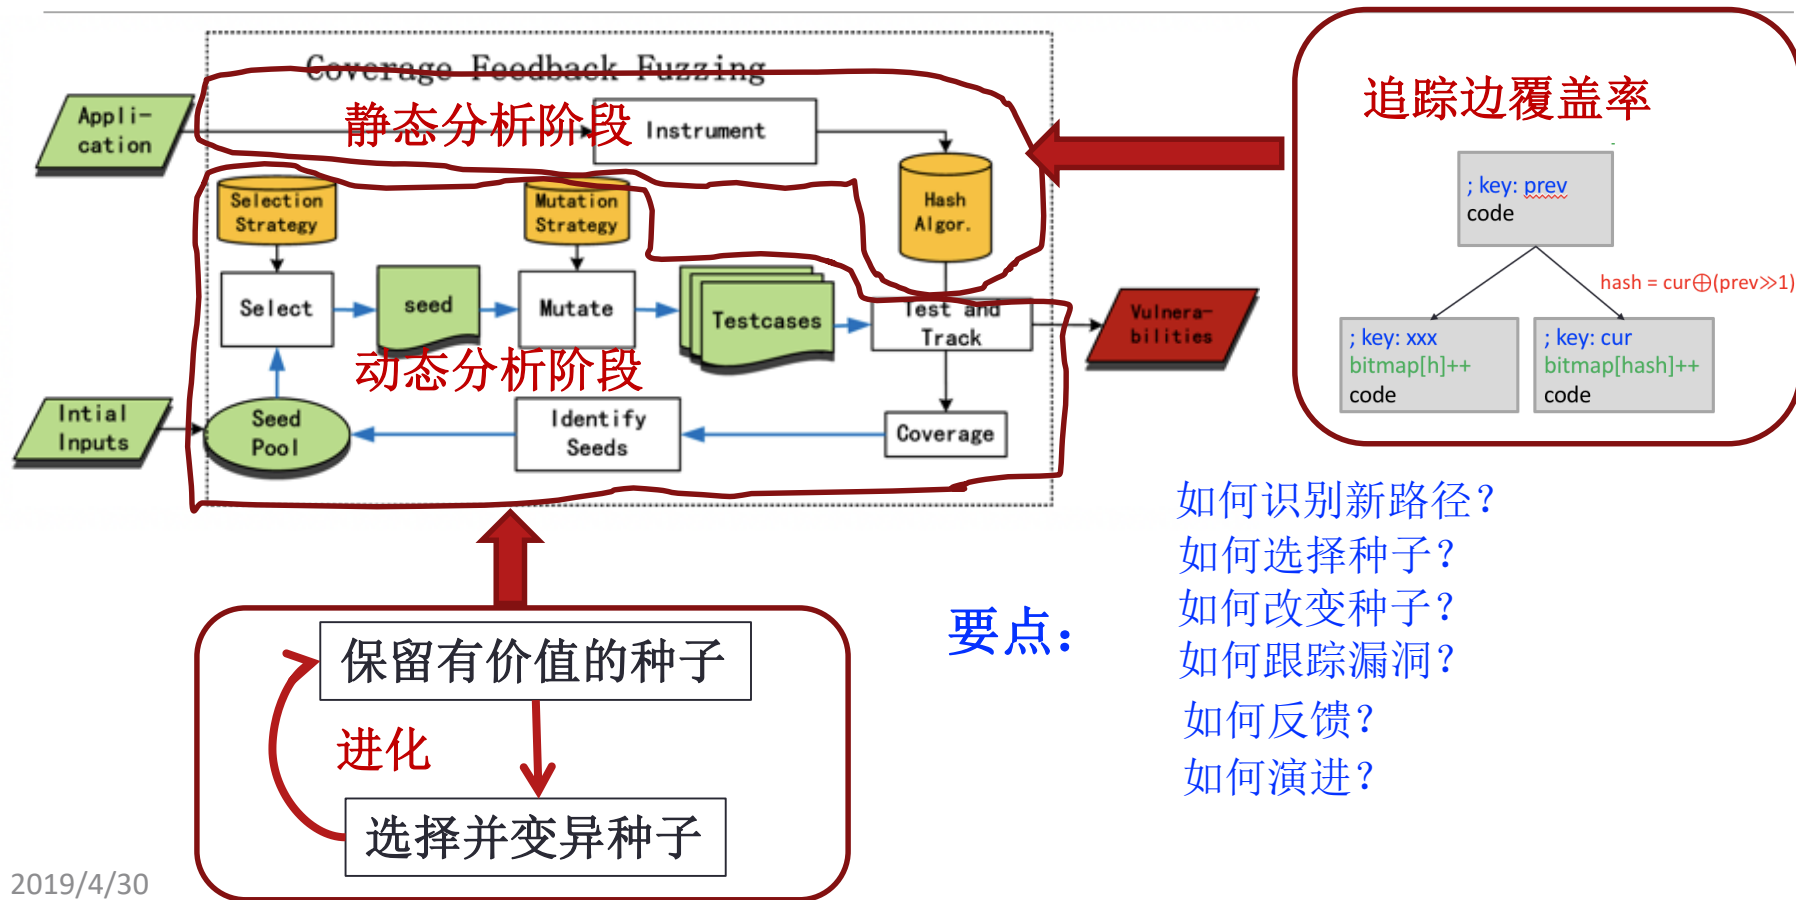 Coverage Feedback Fuzzing
Appli-
cation
静态分析阶段
Instrument
Hash
Algor.
Selection
Strategy
Mutation
Strategy
Select
seed
Mutate
Testcases
Test and
Track
Vulnera-
bilities
动态分析阶段
Intial
Inputs
Seed
Pool
Identify
Seeds
Coverage
追踪边覆盖率
; key: prev
code
hash = cur⊕(prev≫1)
; key: xxx
bitmap[h]++
code
; key: cur
bitmap[hash]++
code
保留有价值的种子
进化
选择并变异种子
要点：
如何识别新路径？
如何选择种子？
如何改变种子？
如何跟踪漏洞？
如何反馈？
如何演进？
2019/4/30